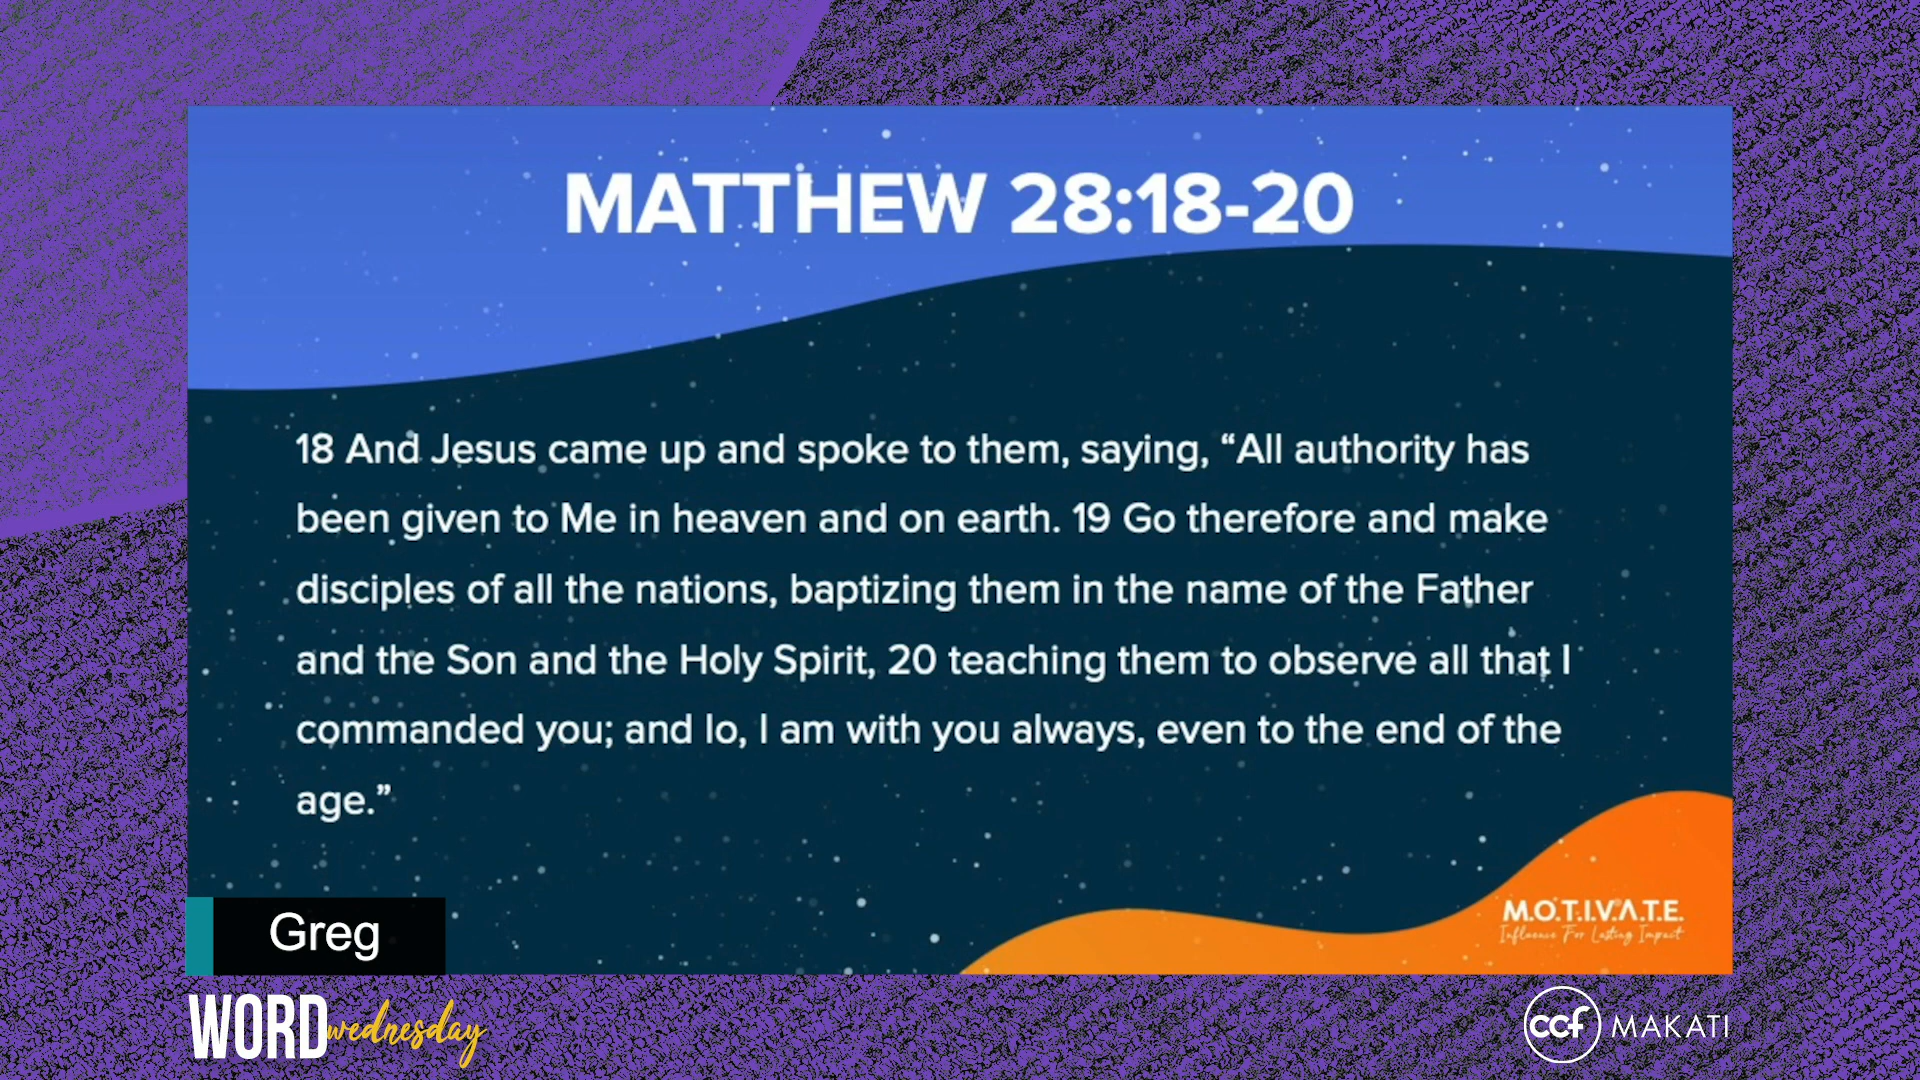 MATTHEW 28:18-20
18 And Jesus came up and spoke to them, saying, “All authority has
been given to Me in heaven and on earth. 19 Go therefore and make
disciples of all the nations, baptizing them in the name of the Father
and the Son and the Holy Spirit, 20 teaching them to observe all that I
commanded you; and lo, I am with you always, even to the end of the
age.”
M.O.T.I.V.A.T.E.
Influence For Lasting Impact
Greg
WORD wednesday
ccf MAKATI